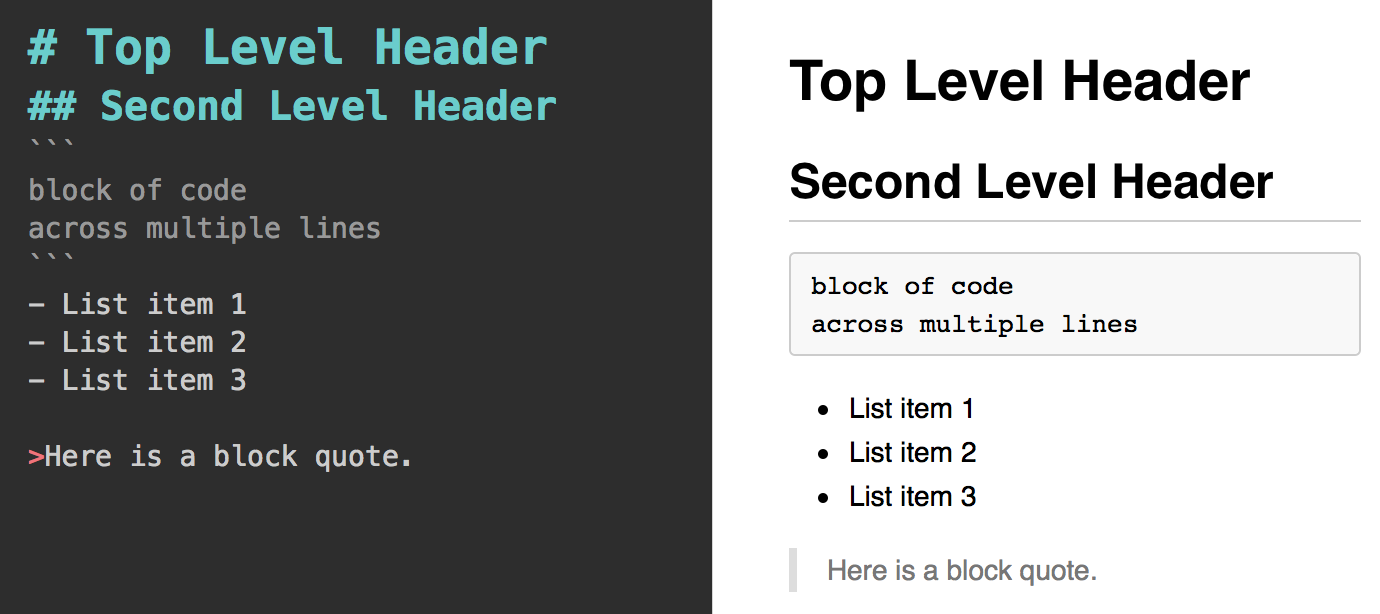 # Top Level Header
## Second Level Header
```
block of code
across multiple lines
```
- List item 1
- List item 2
- List item 3
>Here is a block quote.
Top Level Header
Second Level Header
block of code
across multiple lines
• List item 1
• List item 2
• List item 3
Here is a block quote.